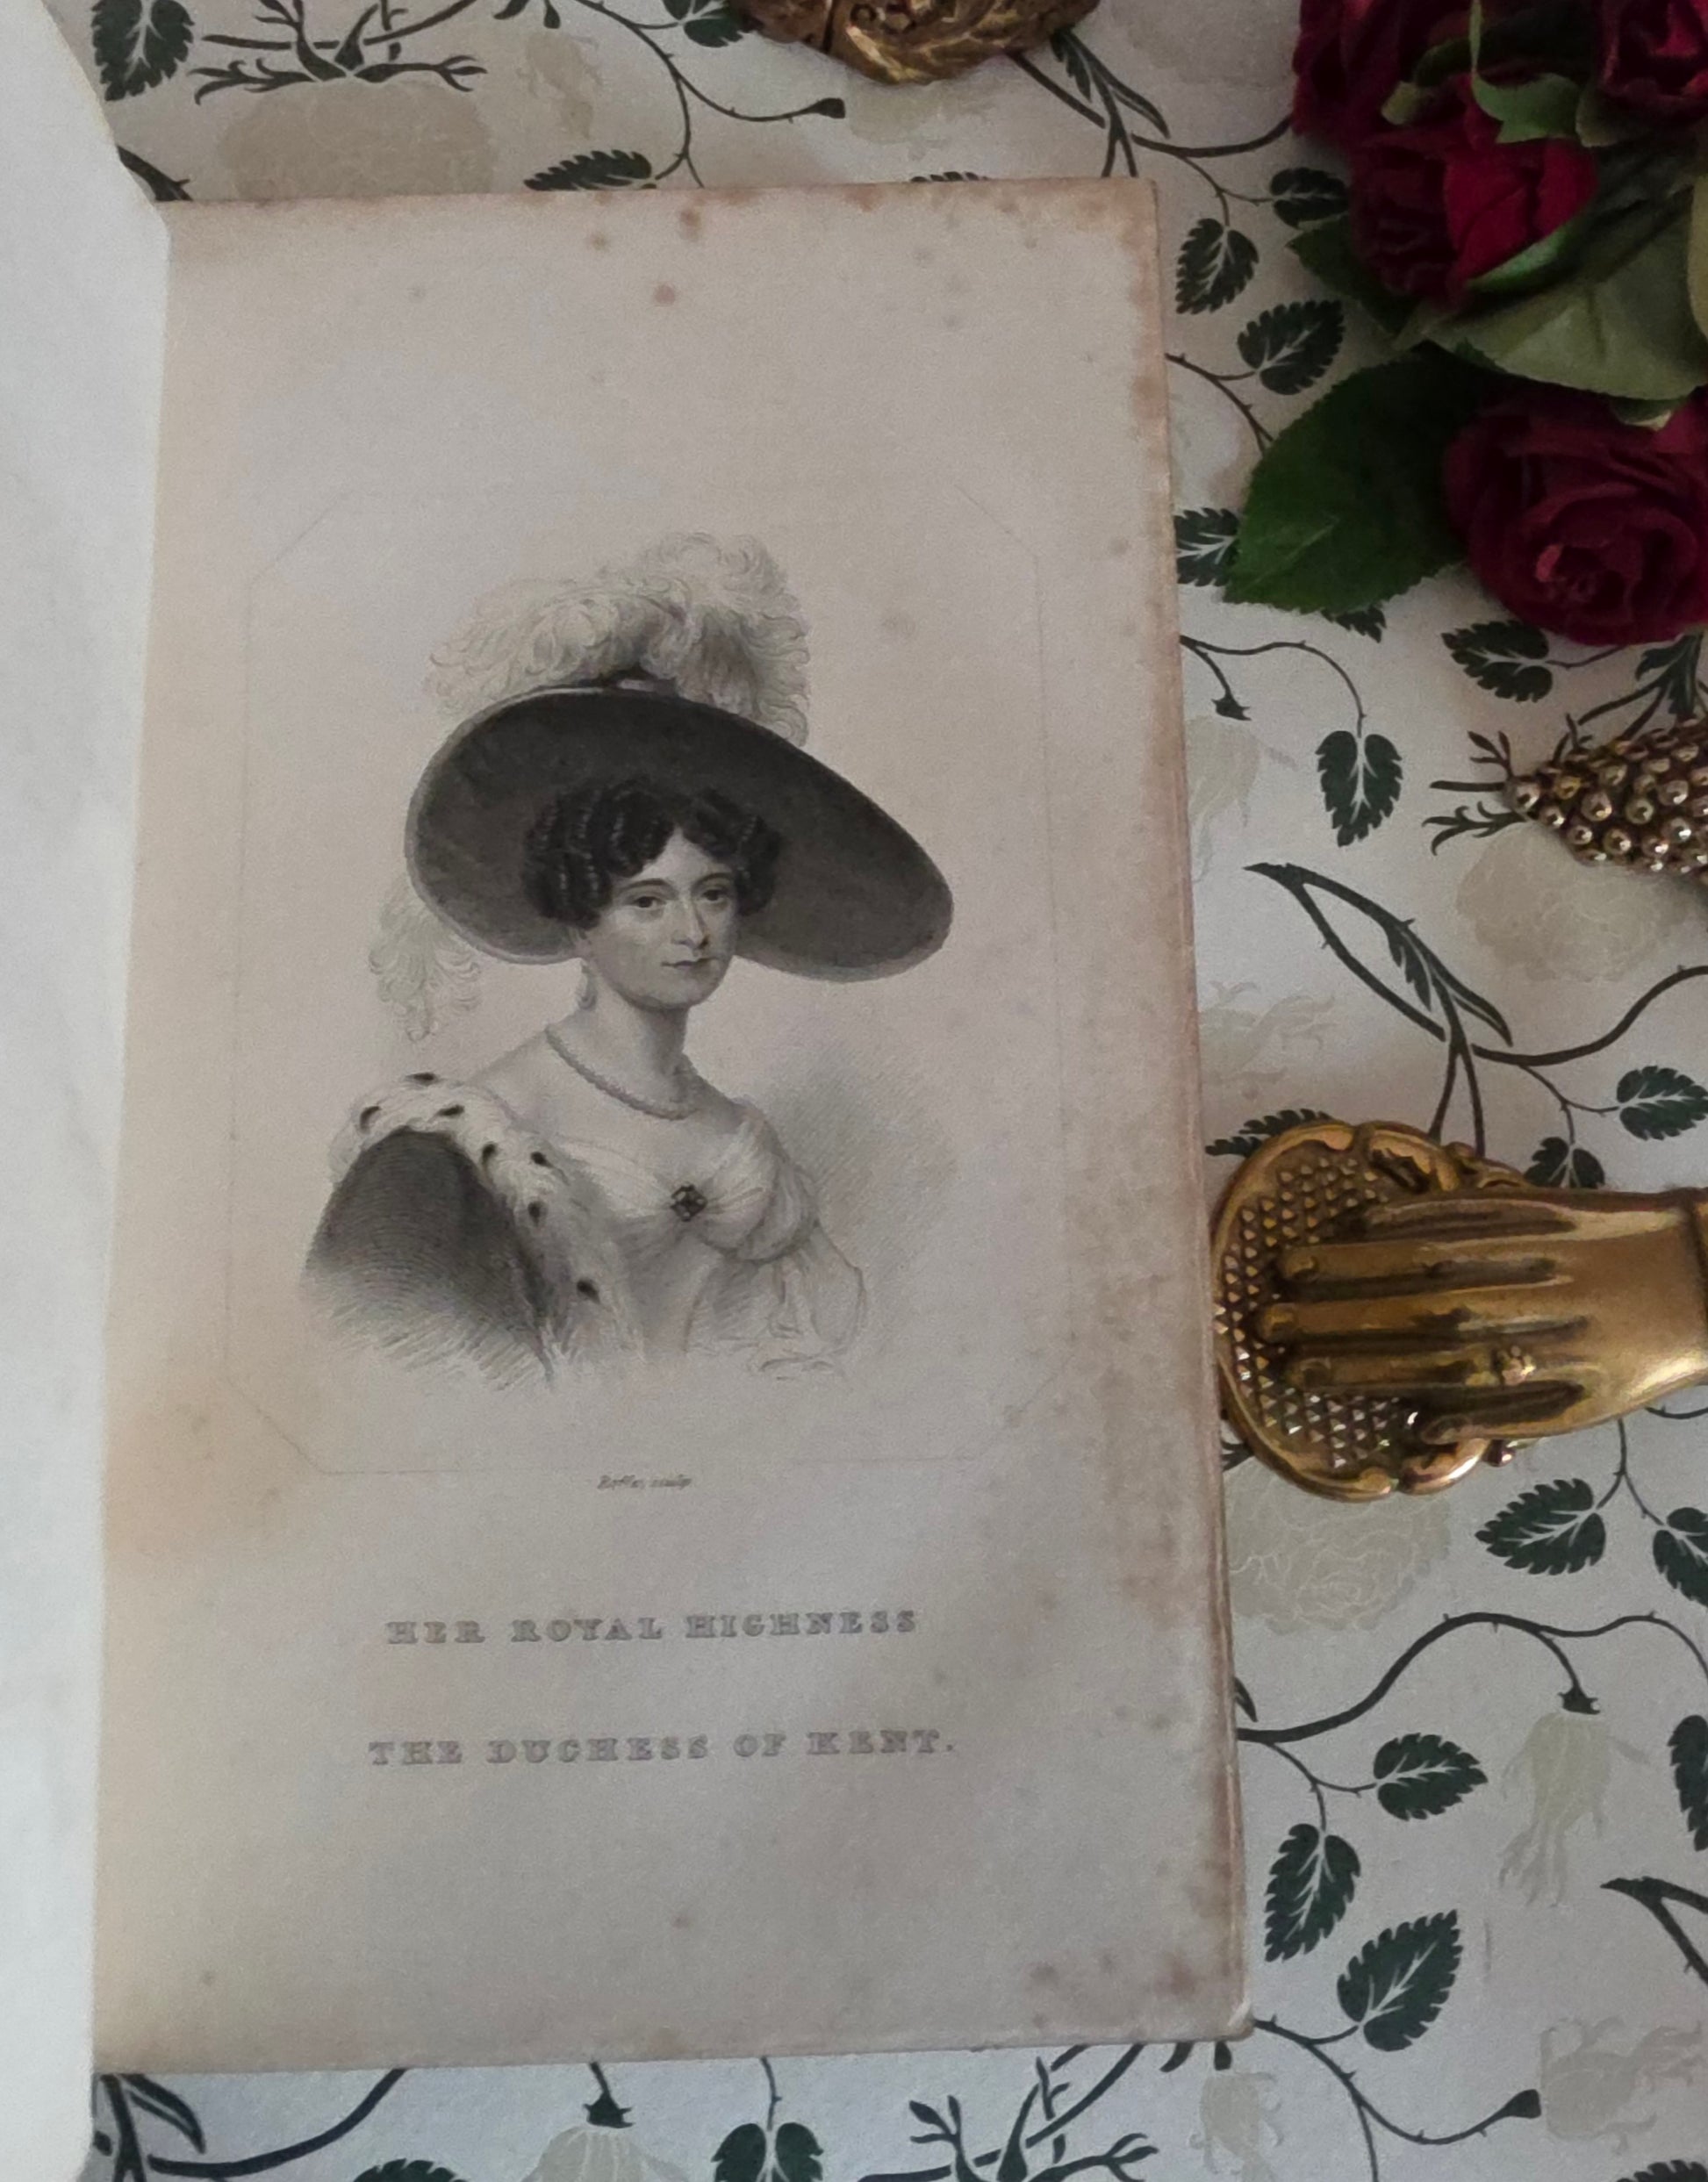 HER ROYAL HIGHNESS
THE DUCHESS OF KENT.